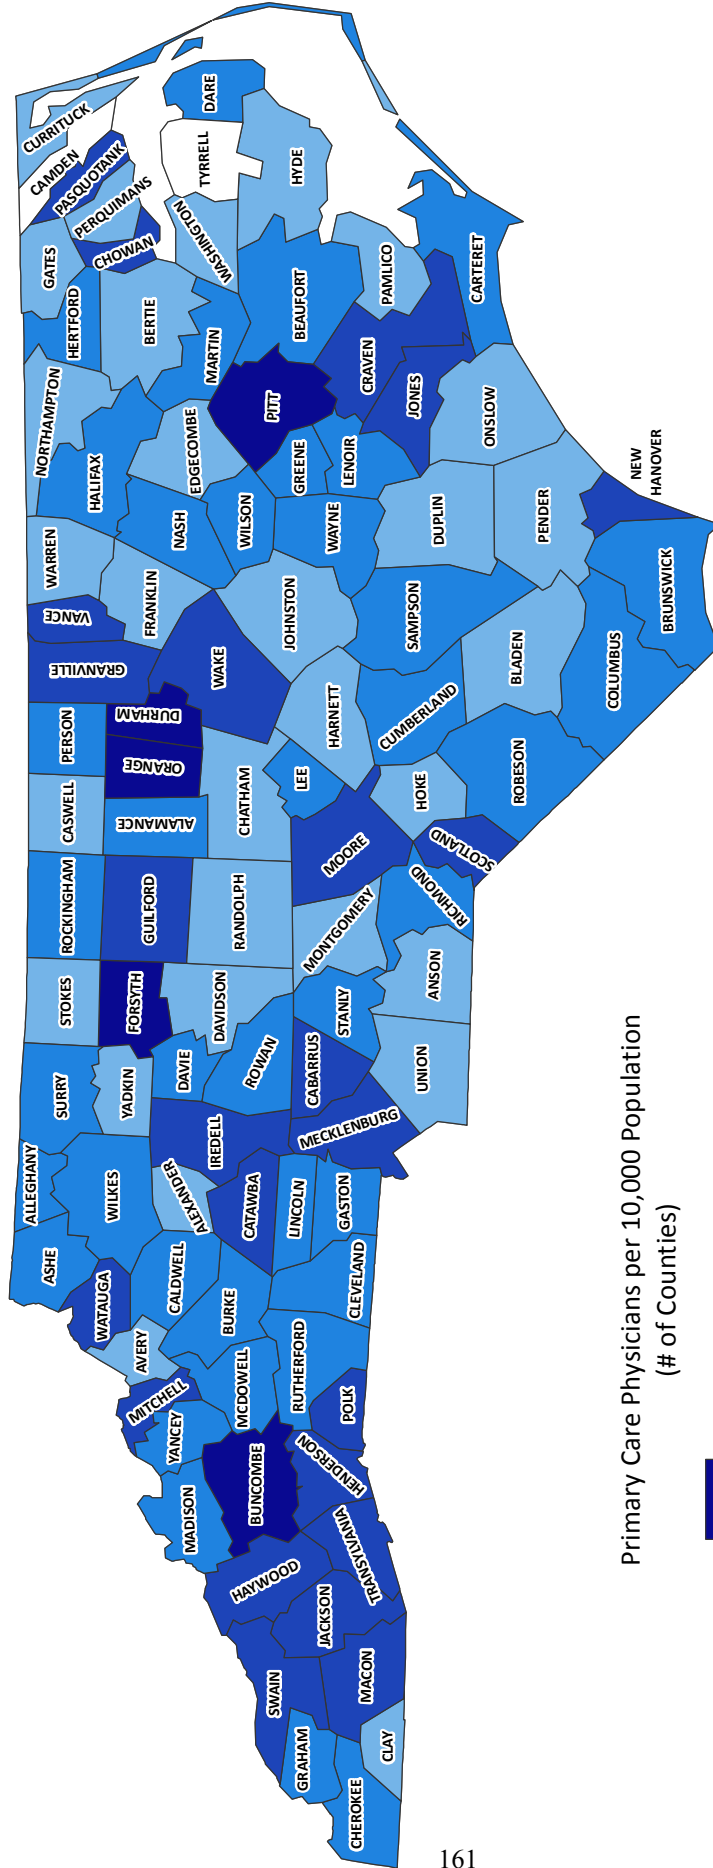 CHEROKEE
GRAHAM
CLAY
SWAIN
MACON
JACKSON
HAYWOOD
TRANSYLVANIA
HENDERSON
BUNCOMBE
MADISON
YANCEY
MITCHELL
AVERY
MCDOWELL
POLK
RUTHERFORD
BURKE
CALDWELL
WATAUGA
ASHE
ALLEGHANY
WILKES
ALEXANDER
CATAWBA
LINCOLN
CLEVELAND
GASTON
MECKLENBURG
IREDELL
SURRY
YADKIN
DAVIE
ROWAN
CABARRUS
UNION
STANLY
ANSON
STOKES
FORSYTH
DAVIDSON
ROCKINGHAM
GUILFORD
RANDOLPH
MONTGOMERY
RICHMOND
SCOTLAND
MOORE
HOKE
CASWELL
ALAMANCE
CHATHAM
LEE
PERSON
ORANGE
DURHAM
HARNETT
CUMBERLAND
ROBESON
GRANVILLE
VANCE
WAKE
WARREN
FRANKLIN
JOHNSTON
SAMPSON
BLADEN
COLUMBUS
BRUNSWICK
NEW
HANOVER
PENDER
DUPLIN
ONSLOW
WAYNE
WILSON
NASH
HALIFAX
NORTHAMPTON
EDGECOMBE
GREENE
LENOIR
JONES
CRAVEN
PITT
MARTIN
BERTIE
HERTFORD
GATES
CHOWAN
PERQUIMANS
PASQUOTANK
CAMDEN
CURRITUCK
WASHINGTON
TYRRELL
DARE
HYDE
BEAUFORT
PAMLICO
CARTERET
Primary Care Physicians per 10,000 Population
(# of Counties)
161